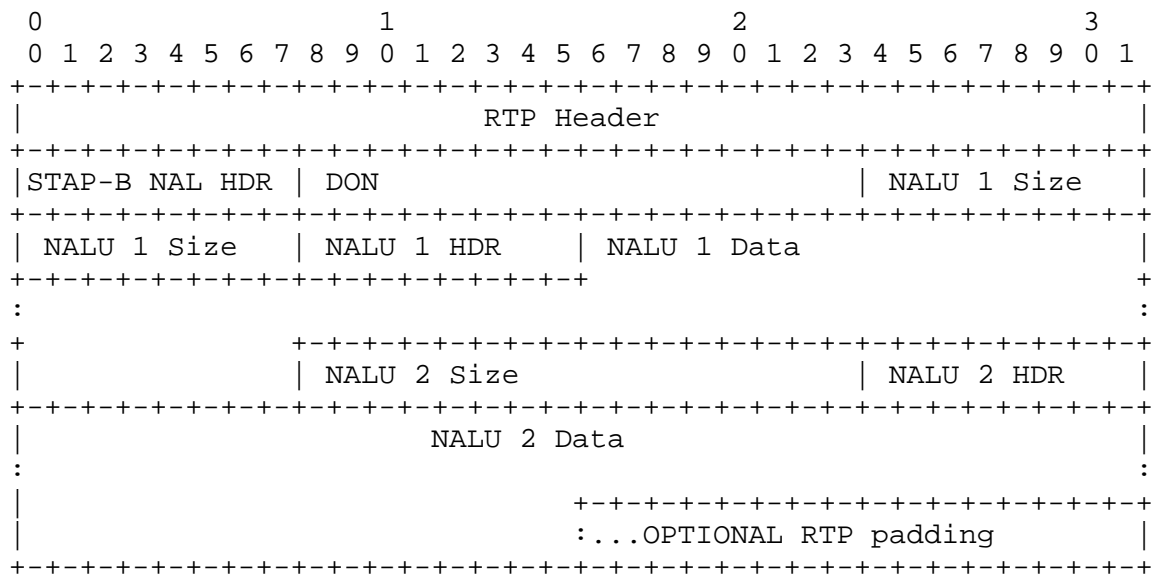 0                   1                   2                   3
 0 1 2 3 4 5 6 7 8 9 0 1 2 3 4 5 6 7 8 9 0 1 2 3 4 5 6 7 8 9 0 1
+-+-+-+-+-+-+-+-+-+-+-+-+-+-+-+-+-+-+-+-+-+-+-+-+-+-+-+-+-+-+-+-+
|                          RTP Header                           |
+-+-+-+-+-+-+-+-+-+-+-+-+-+-+-+-+-+-+-+-+-+-+-+-+-+-+-+-+-+-+-+-+
|STAP-B NAL HDR | DON                           | NALU 1 Size   |
+-+-+-+-+-+-+-+-+-+-+-+-+-+-+-+-+-+-+-+-+-+-+-+-+-+-+-+-+-+-+-+-+
| NALU 1 Size   | NALU 1 HDR    | NALU 1 Data                   |
+-+-+-+-+-+-+-+-+-+-+-+-+-+-+-+-+                               +
:                                                               :
+               +-+-+-+-+-+-+-+-+-+-+-+-+-+-+-+-+-+-+-+-+-+-+-+-+
|               | NALU 2 Size                   | NALU 2 HDR    |
+-+-+-+-+-+-+-+-+-+-+-+-+-+-+-+-+-+-+-+-+-+-+-+-+-+-+-+-+-+-+-+-+
|                       NALU 2 Data                             |
:                                                               :
|                               +-+-+-+-+-+-+-+-+-+-+-+-+-+-+-+-+
|                               :...OPTIONAL RTP padding        |
+-+-+-+-+-+-+-+-+-+-+-+-+-+-+-+-+-+-+-+-+-+-+-+-+-+-+-+-+-+-+-+-+